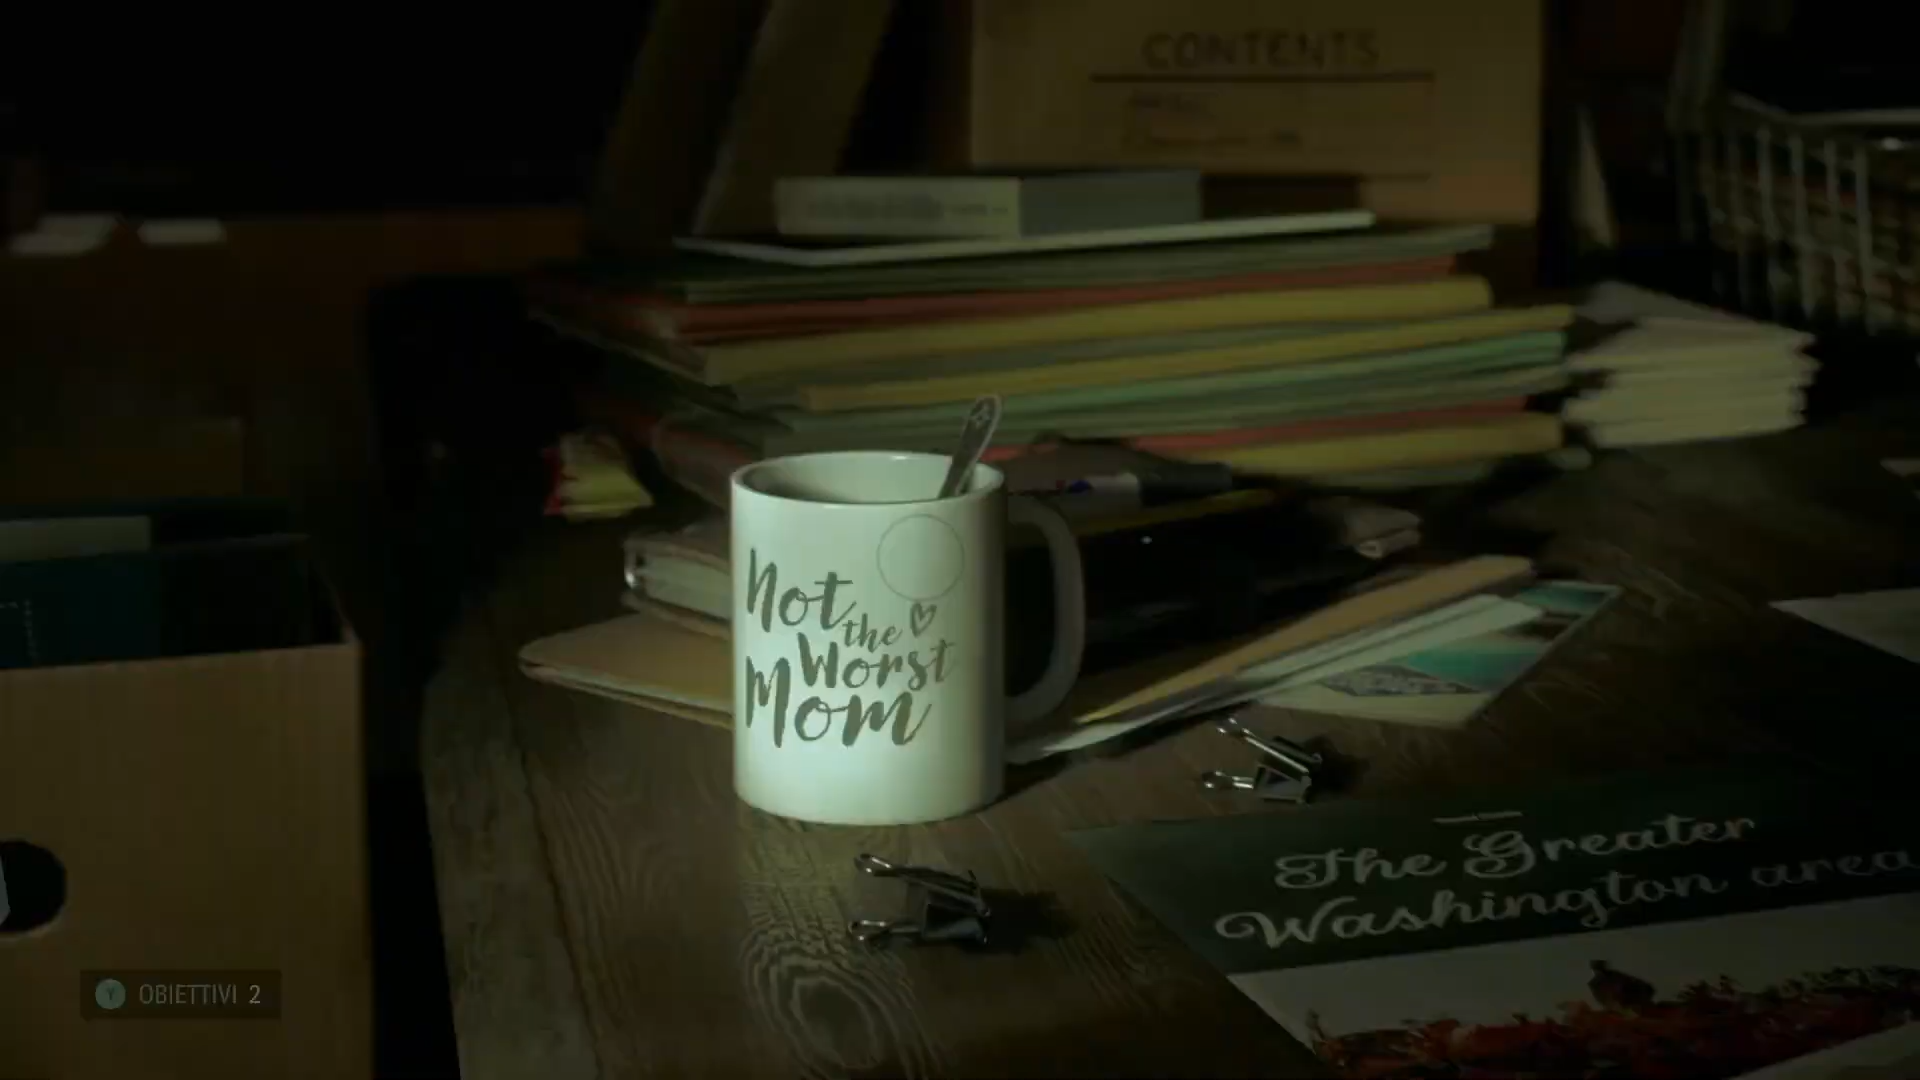 CONTENTS
Not
the
Worst
Mom
The Greater
Washington area
OBIETTIVI 2